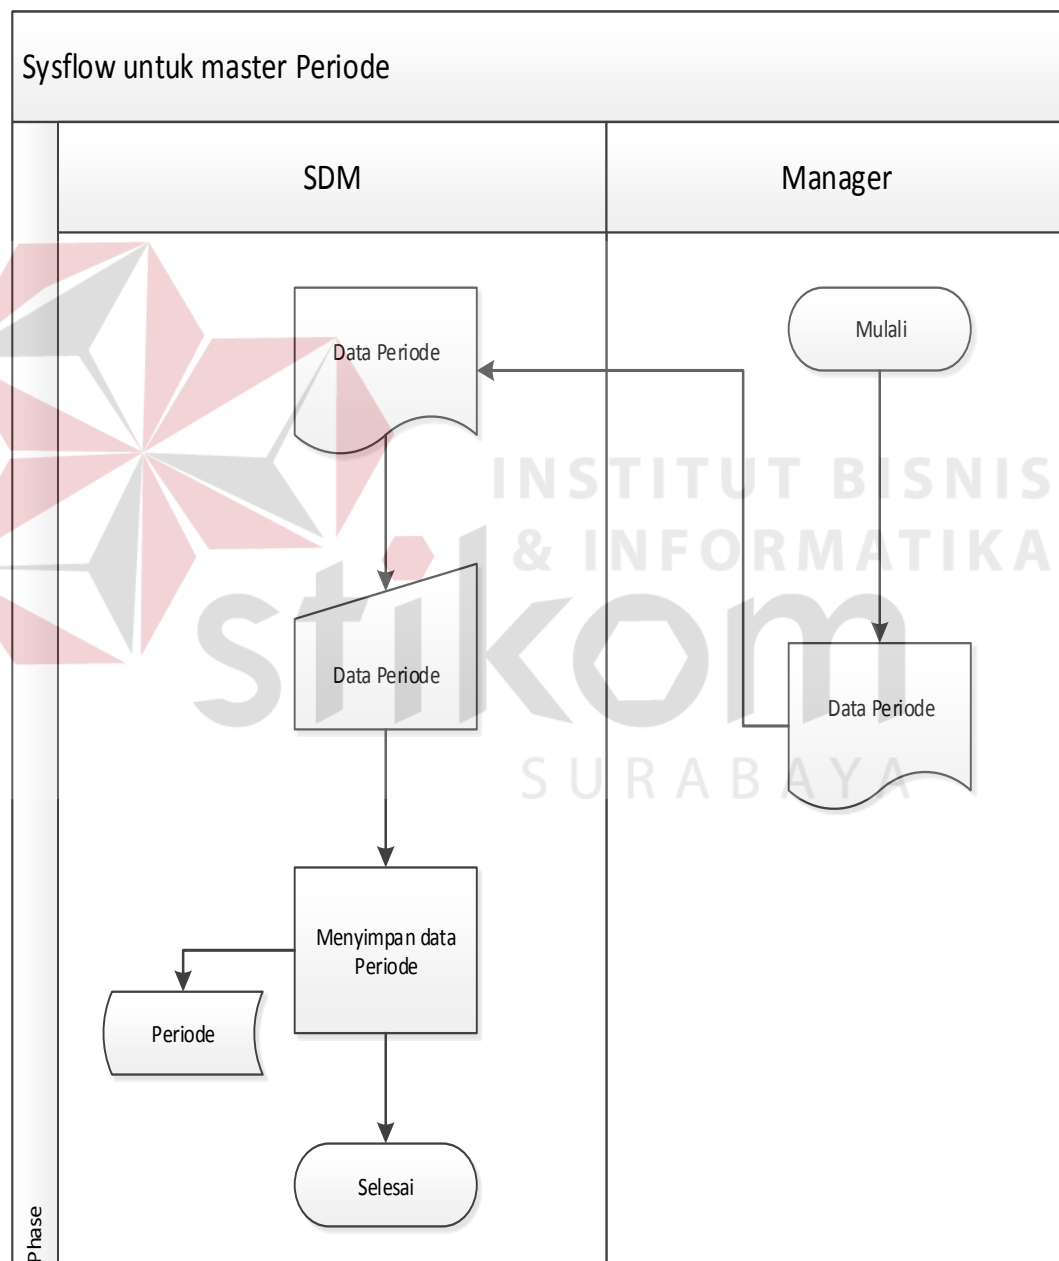 Sysflow untuk master Periode
SDM
Manager
Data Periode
Mulali
INSTITUT BISNIS
& INFORMATIKA
stikom
SURABAYA
Data Periode
Data Periode
Menyimpan data
Periode
Periode
Selesai
Phase